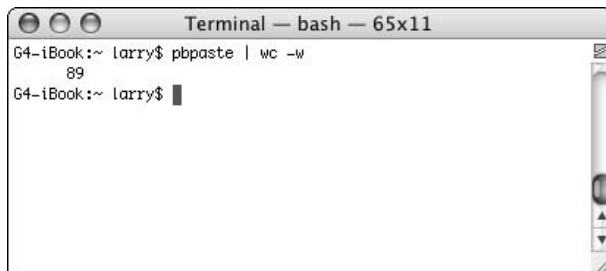 Terminal — bash — 65x11
G4-iBook:~ larry$ pbpaste | wc -w
89
G4-iBook:~ larry$